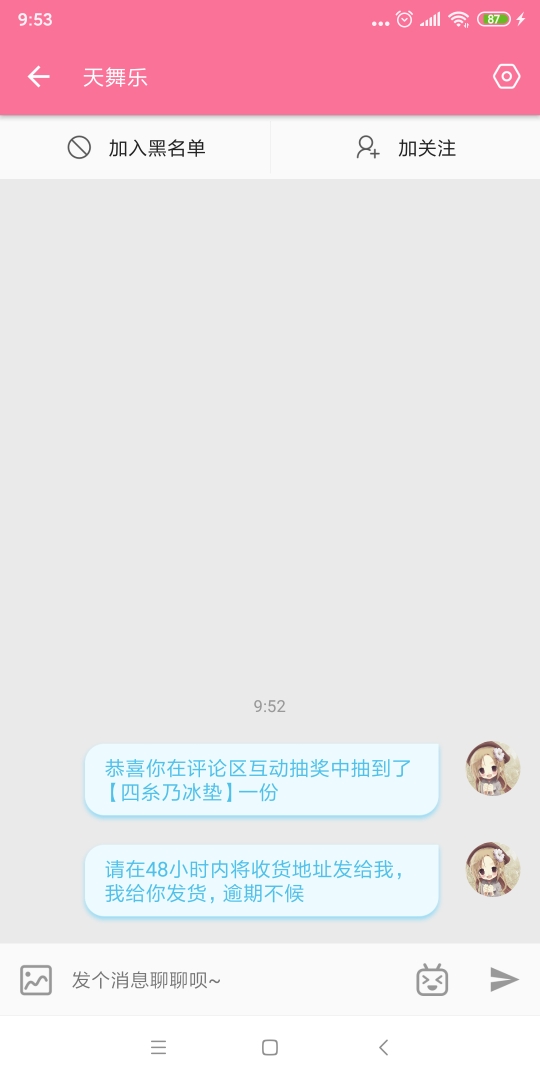 9:53
87
天舞乐
加入黑名单
加关注
9:52
恭喜你在评论区互动抽奖中抽到了
【四糸乃冰垫】一份
请在48小时内将收货地址发给我，
我给你发货，逾期不候
发个消息聊聊呗~